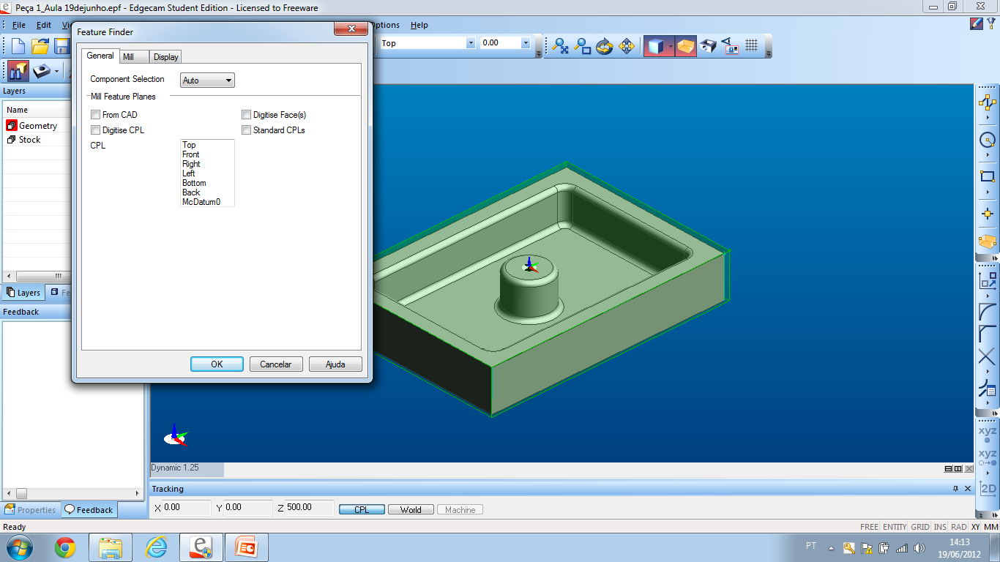 Peça 1_Aula 19dejunho.epf - Edgecam Student Edition - Licensed to Freeware
File Edit ptions Help
Top 0.00
Feature Finder
General Mill Display
Component Selection Auto
Mill Feature Planes
From CAD Digitise Face(s)
Digitise CPL Standard CPLs
CPL
Top
Front
Right
Left
Bottom
Back
McDatum0
OK Cancelar Ajuda
Layers
Name
Geometry
Stock
Layers Fe
Feedback
Properties Feedback
xyz
xyz
2D
Dynamic 1.25
Tracking
X 0.00 Y 0.00 Z 500.00 CPL World Machine
Ready FREE ENTITY GRID INS RAD XY MM
PT 14:13
19/06/2012